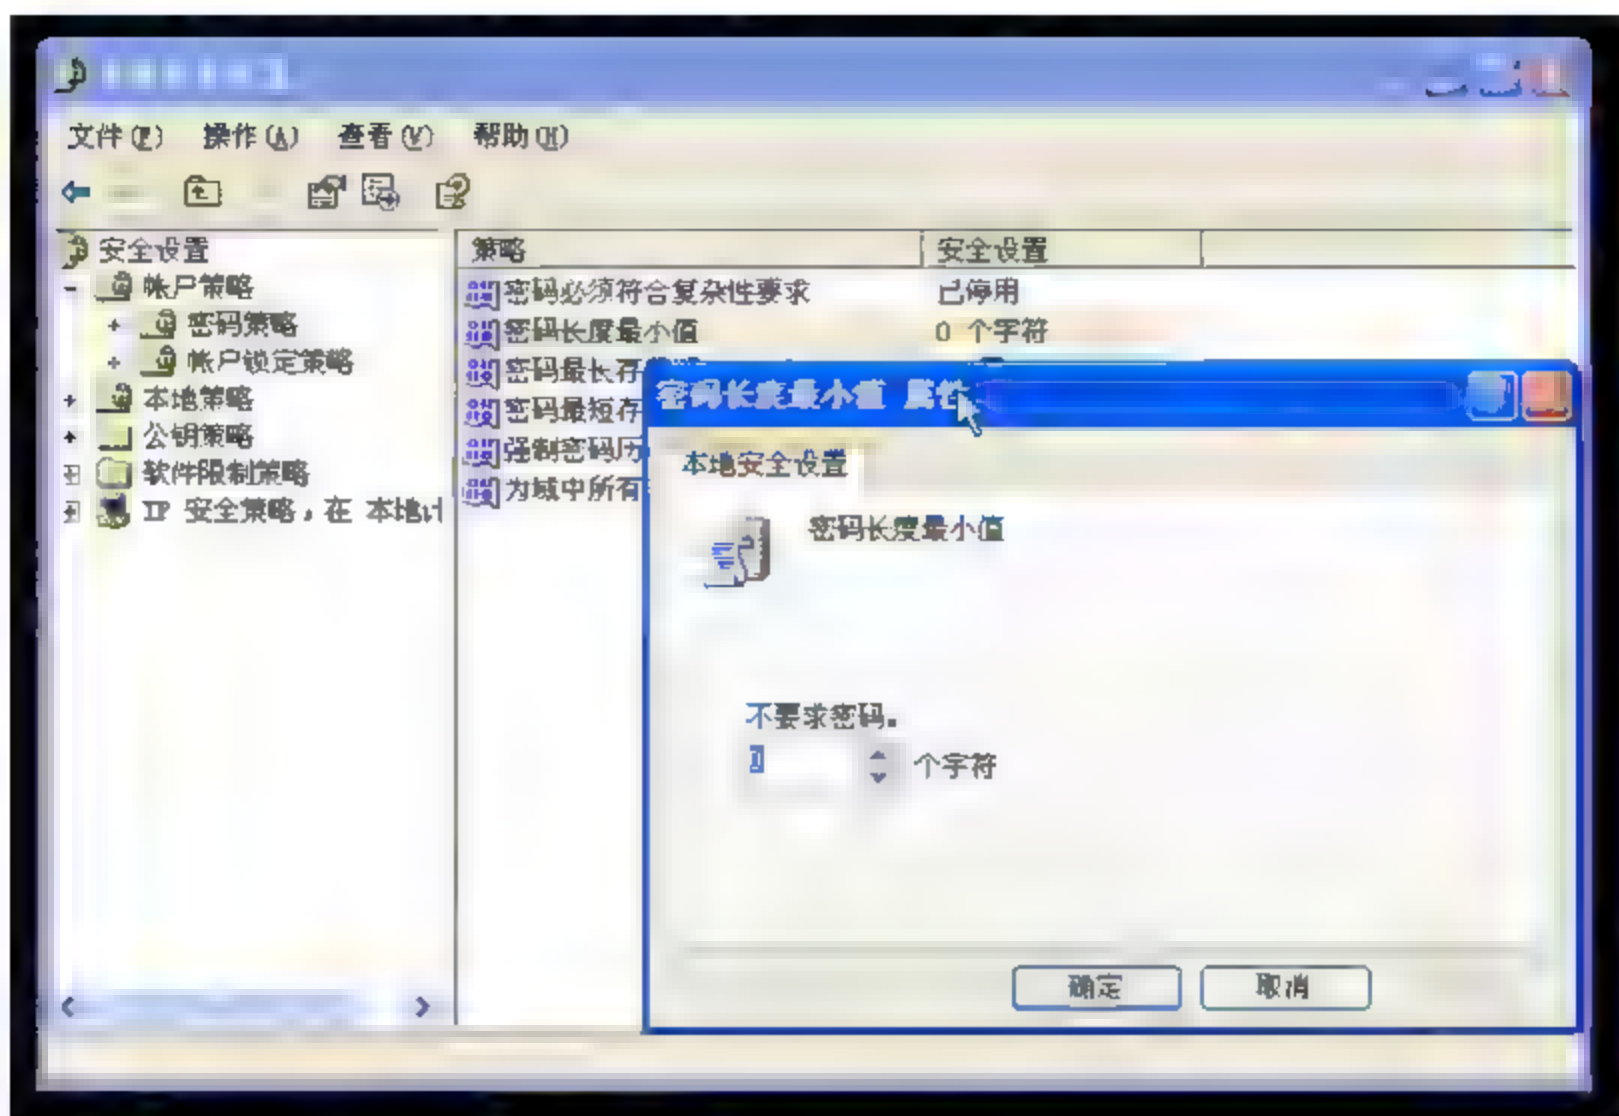 文件(F) 操作(A) 查看(V) 帮助(H)
安全设置
帐户策略
密码策略
帐户锁定策略
本地策略
公钥策略
软件限制策略
IP 安全策略，在 本地计
策略 安全设置
密码必须符合复杂性要求 已停用
密码长度最小值 0 个字符
密码最长存
密码最短存
强制密码历
为域中所有
密码长度最小值 属性
本地安全设置
密码长度最小值
不要求密码。
0 个字符
确定 取消